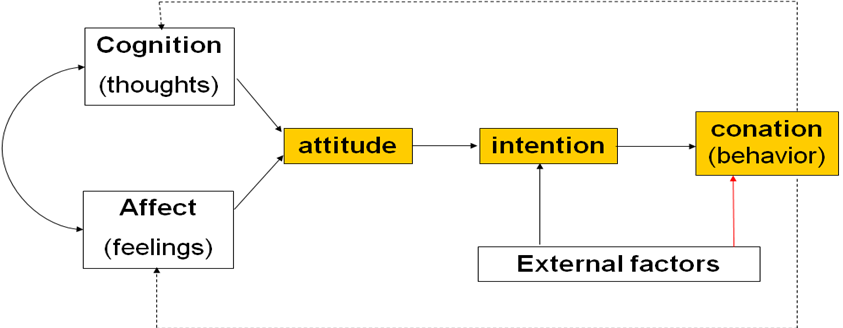 Cognition
(thoughts)
attitude
intention
conation
(behavior)
Affect
(feelings)
External factors